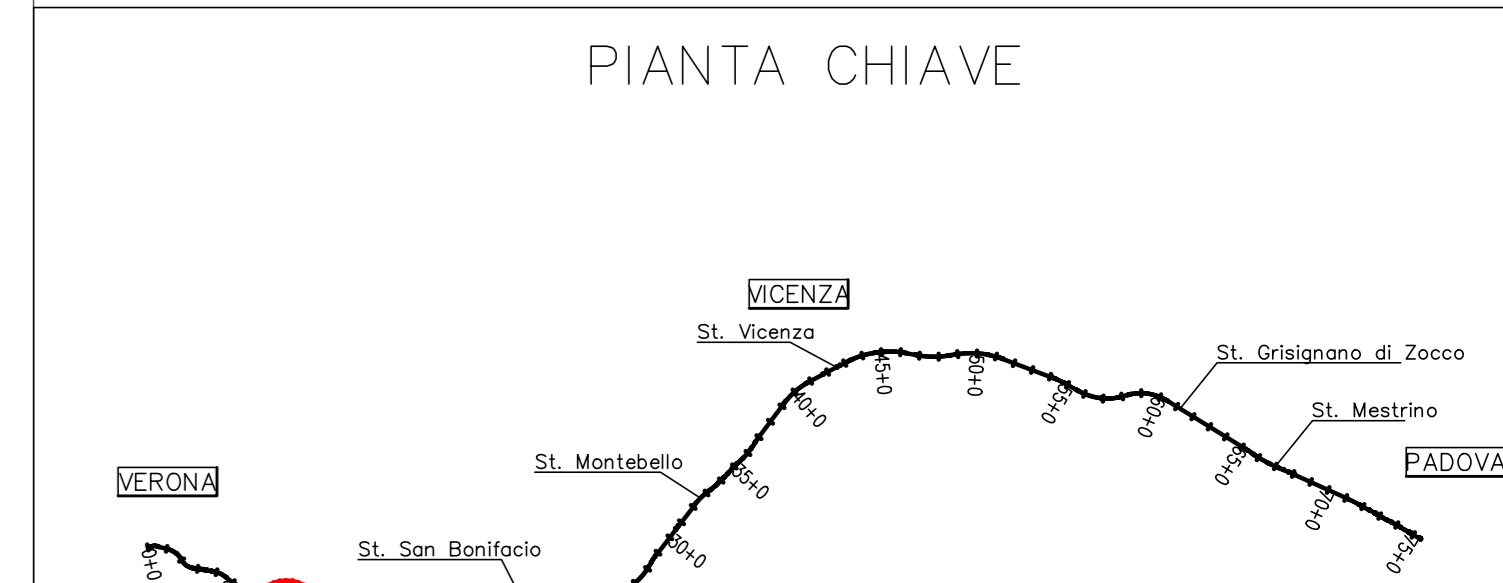 PIANTA CHIAVE
VICENZA
St. Vicenza
St. Grisignano di Zocco
St. Mestrino
PADOVA
St. Montebello
VERONA
St. San Bonifacio
0+0
30+0
35+0
40+0
45+0
50+0
55+0
60+0
65+0
70+0
75+0